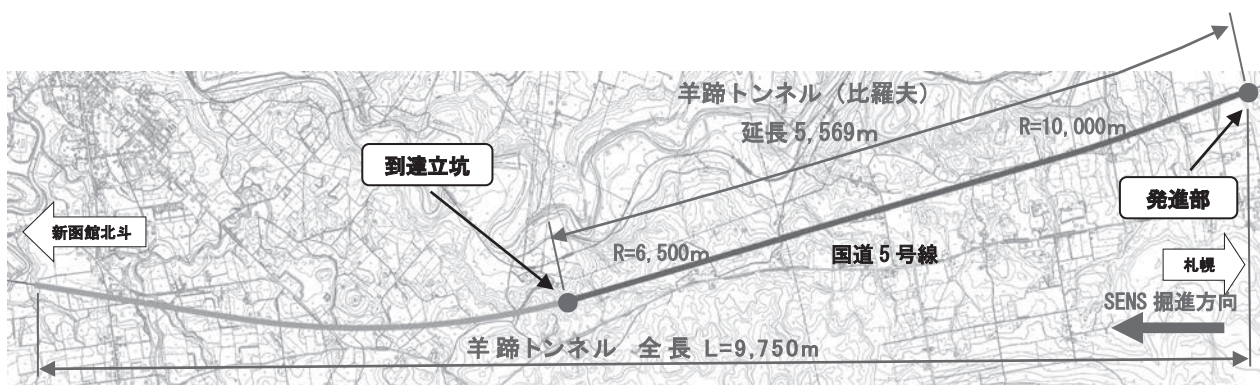 羊蹄トンネル（比羅夫）
延長 5,569m
R=10,000m
到達立坑
発進部
新函館北斗
R=6,500m
国道5号線
札幌
SENS 掘進方向
羊蹄トンネル 全長 L=9,750m